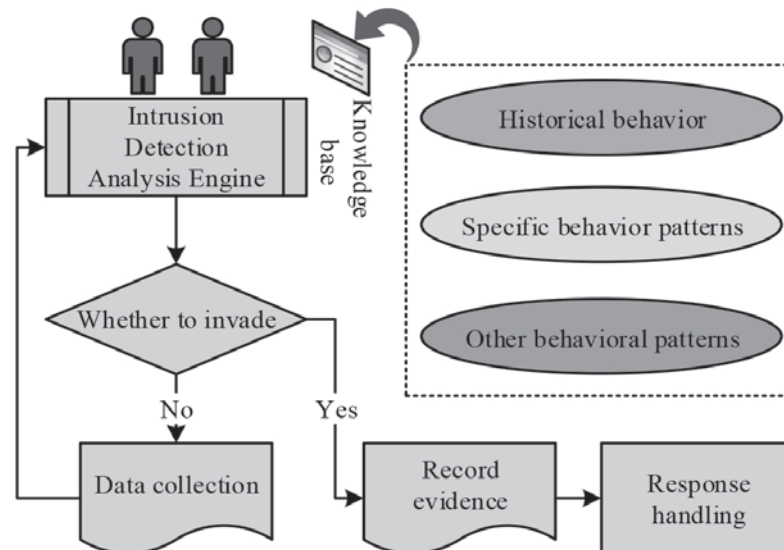 Intrusion
Detection
Analysis Engine
Knowledge
base
Historical behavior
Specific behavior patterns
Other behavioral patterns
Whether to invade
No
Yes
Data collection
Record
evidence
Response
handling